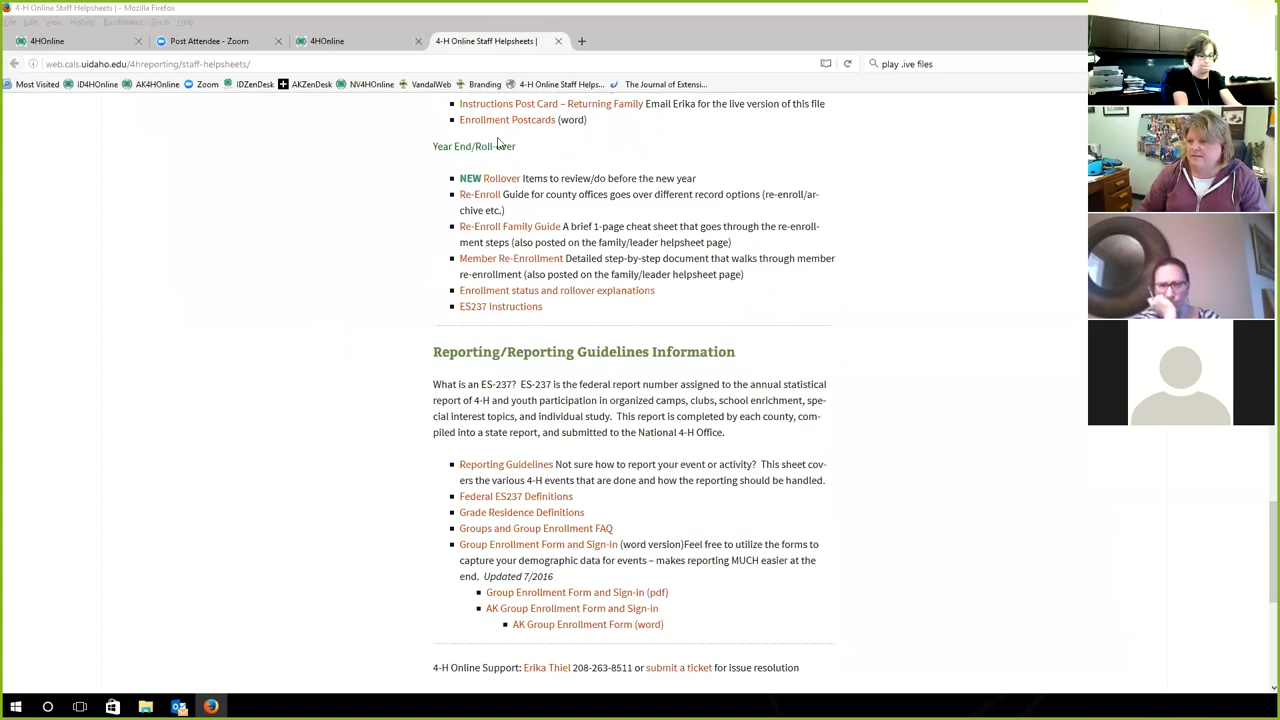 4-H Online Staff Helpsheets | - Mozilla Firefox
File Edit View History Bookmarks Tools Help
4HOnline
Post Attendee - Zoom
4HOnline
4-H Online Staff Helpsheets |
web.cals.uidaho.edu/4hreporting/staff-helpsheets/
play .ive files
Most Visited ID4HOnline AK4HOnline Zoom IDZenDesk AKZenDesk NV4HOnline VandalWeb Branding 4-H Online Staff Helps... The Journal of Extensi...
Instructions Post Card – Returning Family Email Erika for the live version of this file
Enrollment Postcards (word)
Year End/Roll-over
NEW Rollover Items to review/do before the new year
Re-Enroll Guide for county offices goes over different record options (re-enroll/ar-
chive etc.)
Re-Enroll Family Guide A brief 1-page cheat sheet that goes through the re-enroll-
ment steps (also posted on the family/leader helpsheet page)
Member Re-Enrollment Detailed step-by-step document that walks through member
re-enrollment (also posted on the family/leader helpsheet page)
Enrollment status and rollover explanations
ES237 Instructions
Reporting/Reporting Guidelines Information
What is an ES-237? ES-237 is the federal report number assigned to the annual statistical
report of 4-H and youth participation in organized camps, clubs, school enrichment, spe-
cial interest topics, and individual study. This report is completed by each county, com-
piled into a state report, and submitted to the National 4-H Office.
Reporting Guidelines Not sure how to report your event or activity? This sheet cov-
ers the various 4-H events that are done and how the reporting should be handled.
Federal ES237 Definitions
Grade Residence Definitions
Groups and Group Enrollment FAQ
Group Enrollment Form and Sign-in (word version)Feel free to utilize the forms to
capture your demographic data for events – makes reporting MUCH easier at the
end. Updated 7/2016
Group Enrollment Form and Sign-in (pdf)
AK Group Enrollment Form and Sign-in
AK Group Enrollment Form (word)
4-H Online Support: Erika Thiel 208-263-8511 or submit a ticket for issue resolution